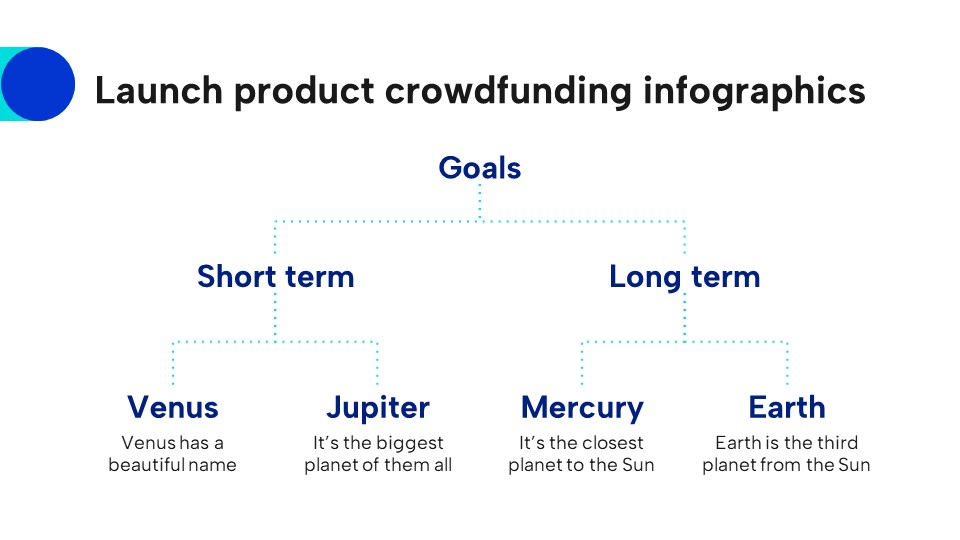 Launch product crowdfunding infographics
Goals
Short term
Long term
Venus
Venus has a
beautiful name
Jupiter
It's the biggest
planet of them all
Mercury
It's the closest
planet to the Sun
Earth
Earth is the third
planet from the Sun